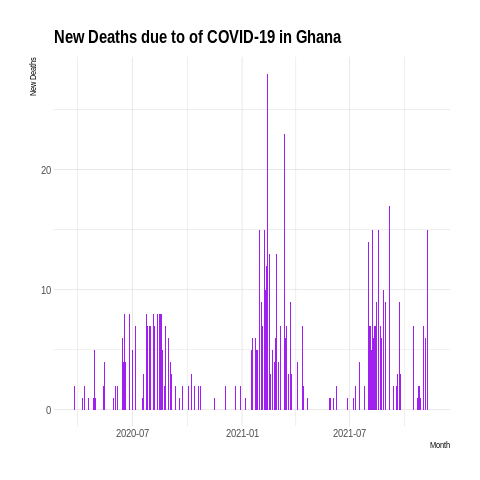 New Deaths due to of COVID-19 in Ghana
New Deaths
20
10
0
2020-07
2021-01
2021-07
Month